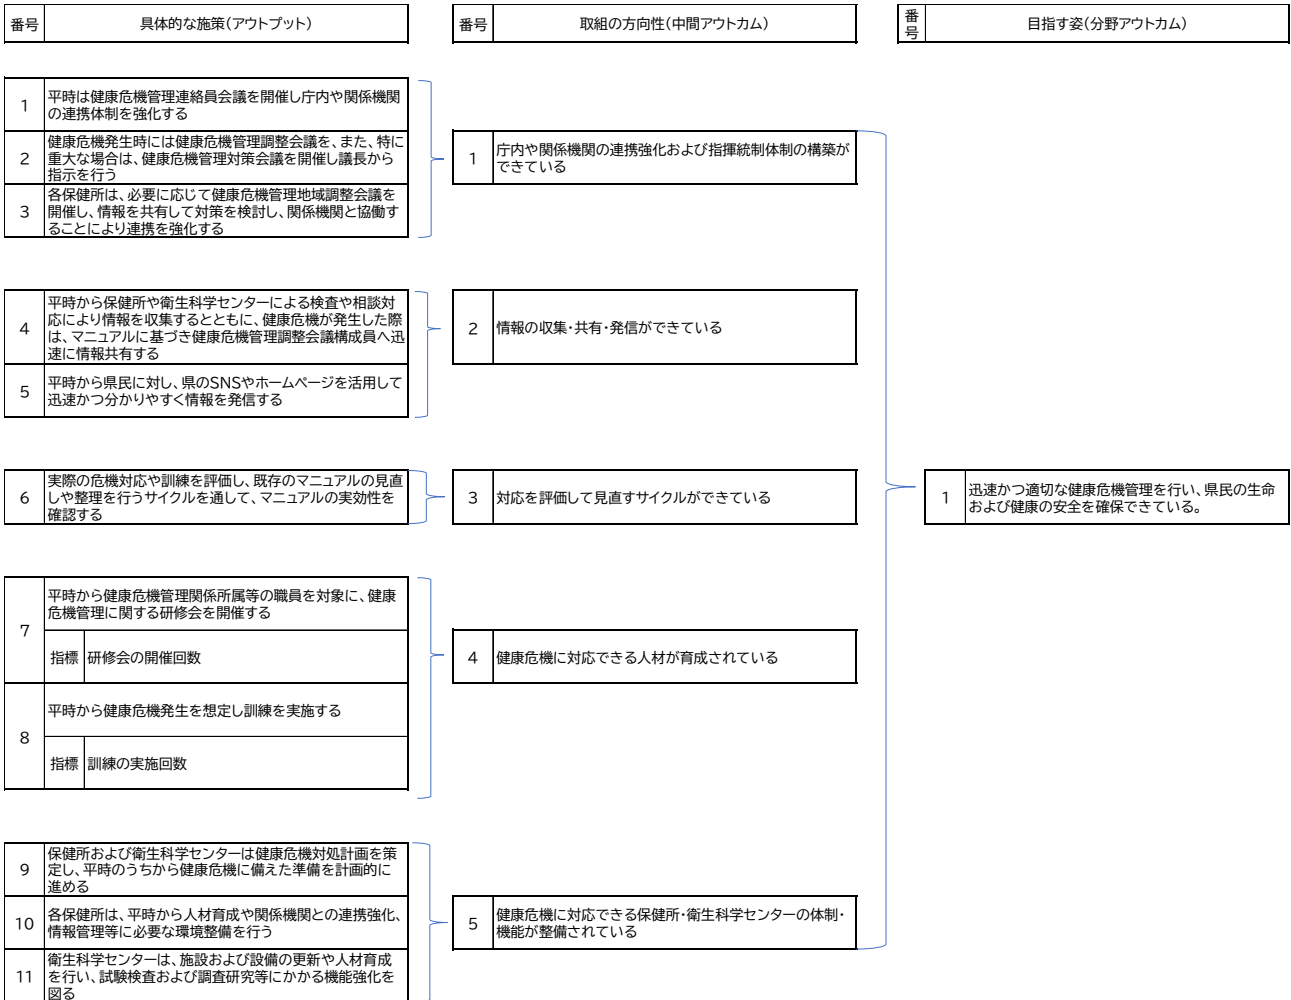 番号
具体的な施策(アウトプット)
番号
取組の方向性(中間アウトカム)
番
号
目指す姿(分野アウトカム)
1
平時は健康危機管理連絡員会議を開催し庁内や関係機関
の連携体制を強化する
2
健康危機発生時には健康危機管理調整会議を、また、特に
重大な場合は、健康危機管理対策会議を開催し議長から
指示を行う
3
各保健所は、必要に応じて健康危機管理地域調整会議を
開催し、情報を共有して対策を検討し、関係機関と協働す
ることにより連携を強化する
1
庁内や関係機関の連携強化および指揮統制体制の構築が
できている
4
平時から保健所や衛生科学センターによる検査や相談対
応により情報を収集するとともに、健康危機が発生した際
は、マニュアルに基づき健康危機管理調整会議構成員へ迅
速に情報共有する
5
平時から県民に対し、県のSNSやホームページを活用して
迅速かつ分かりやすく情報を発信する
2
情報の収集・共有・発信ができている
6
実際の危機対応や訓練を評価し、既存のマニュアルの見直
しや整理を行うサイクルを通して、マニュアルの実効性を
確認する
3
対応を評価して見直すサイクルができている
1
迅速かつ適切な健康危機管理を行い、県民の生命
および健康の安全を確保できている。
7
平時から健康危機管理関係所属等の職員を対象に、健康
危機管理に関する研修会を開催する
指標
研修会の開催回数
8
平時から健康危機発生を想定し訓練を実施する
指標
訓練の実施回数
4
健康危機に対応できる人材が育成されている
9
保健所および衛生科学センターは健康危機対処計画を策
定し、平時のうちから健康危機に備えた準備を計画的に
進める
10
各保健所は、平時から人材育成や関係機関との連携強化、
情報管理等に必要な環境整備を行う
11
衛生科学センターは、施設および設備の更新や人材育成
を行い、試験検査および調査研究等にかかる機能強化を
図る
5
健康危機に対応できる保健所・衛生科学センターの体制・
機能が整備されている